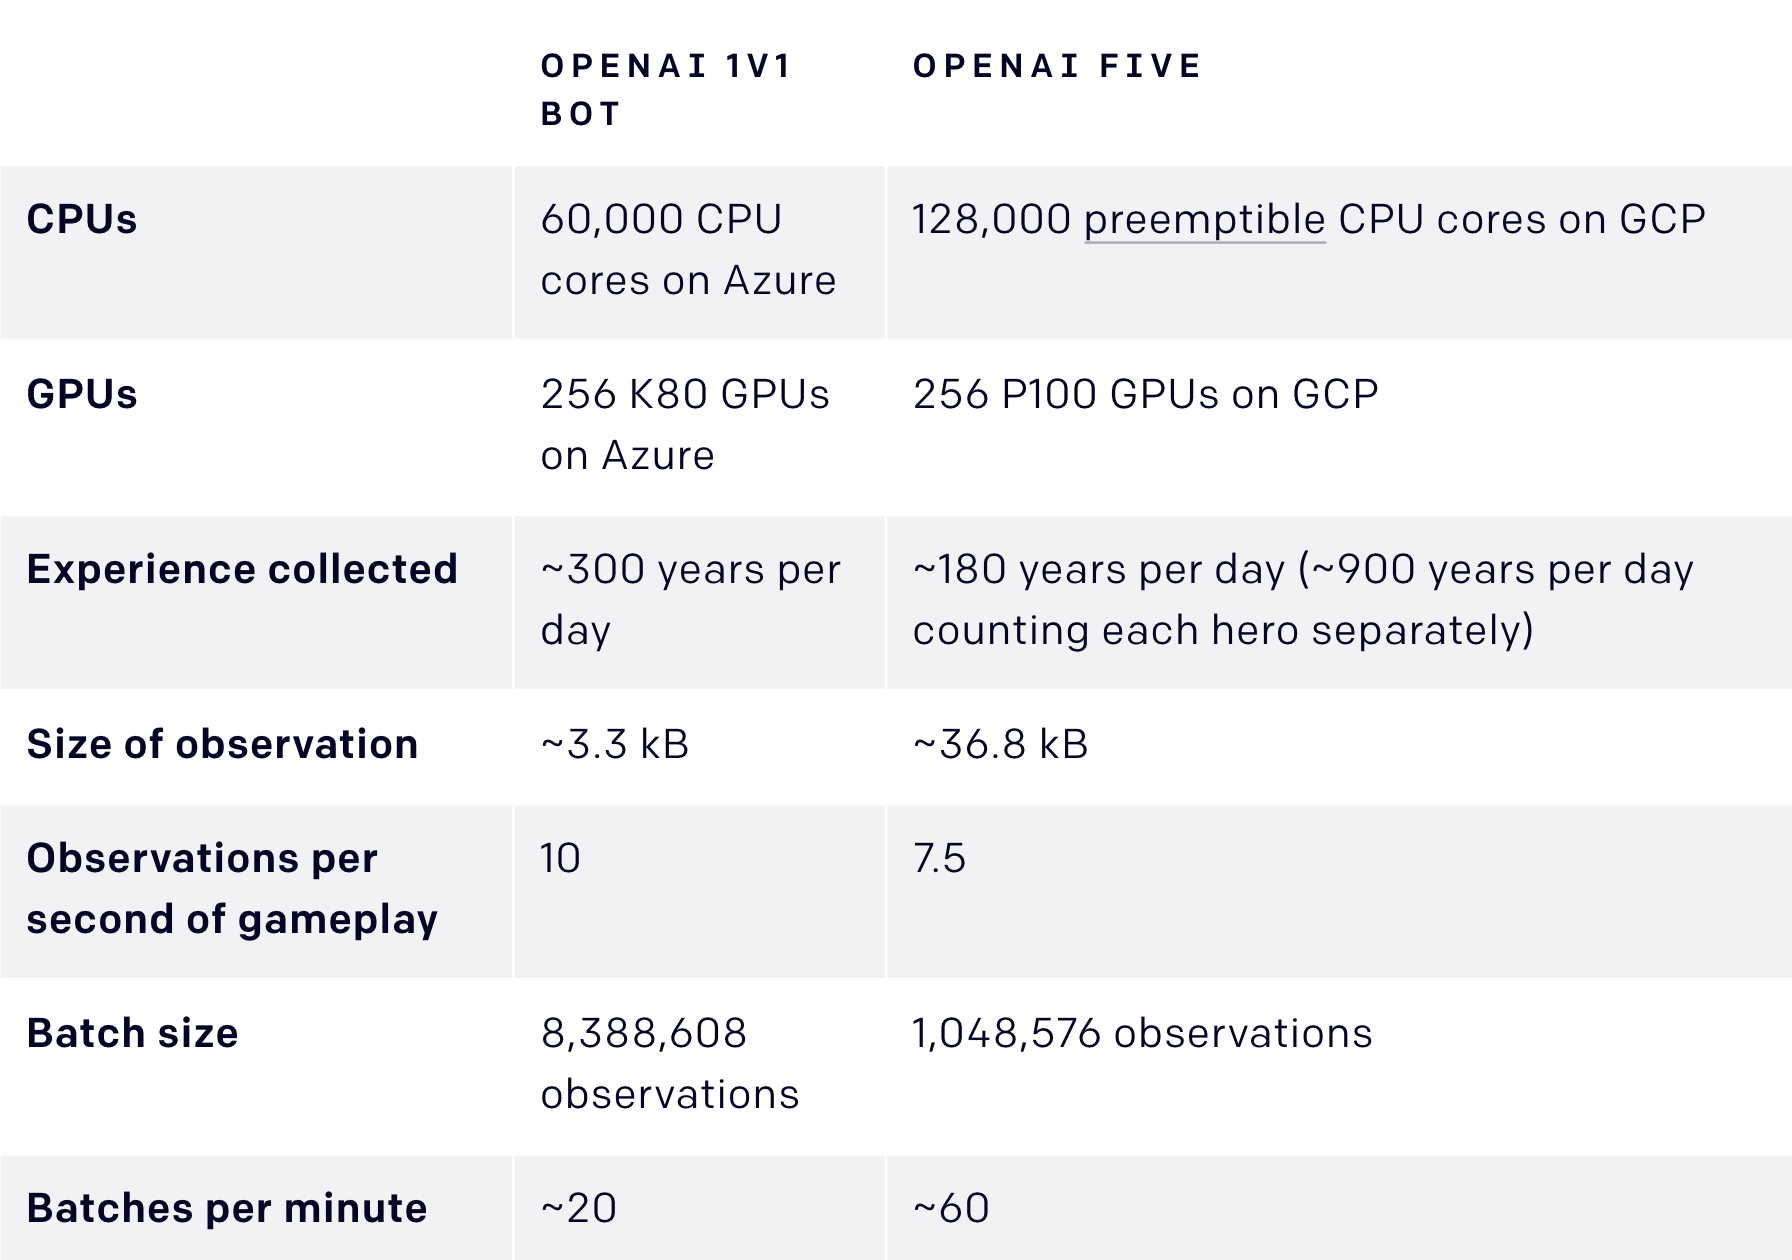 OPENAI 1V1
BOT
OPENAI FIVE
CPUs
60,000 CPU
cores on Azure
128,000 preemptible CPU cores on GCP
GPUs
256 K80 GPUs
on Azure
256 P100 GPUs on GCP
Experience collected
~300 years per
day
~180 years per day (~900 years per day
counting each hero separately)
Size of observation
~3.3 kB
~36.8 kB
Observations per
second of gameplay
10
7.5
Batch size
8,388,608
observations
1,048,576 observations
Batches per minute
~20
~60